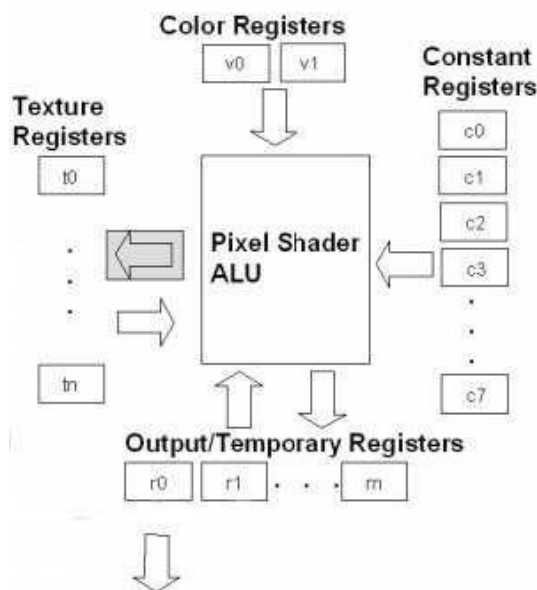 Color Registers
v0
v1
Constant
Registers
Texture
Registers
c0
t0
c1
c2
Pixel Shader
ALU
c3
tn
c7
Output/Temporary Registers
r0
r1
rn